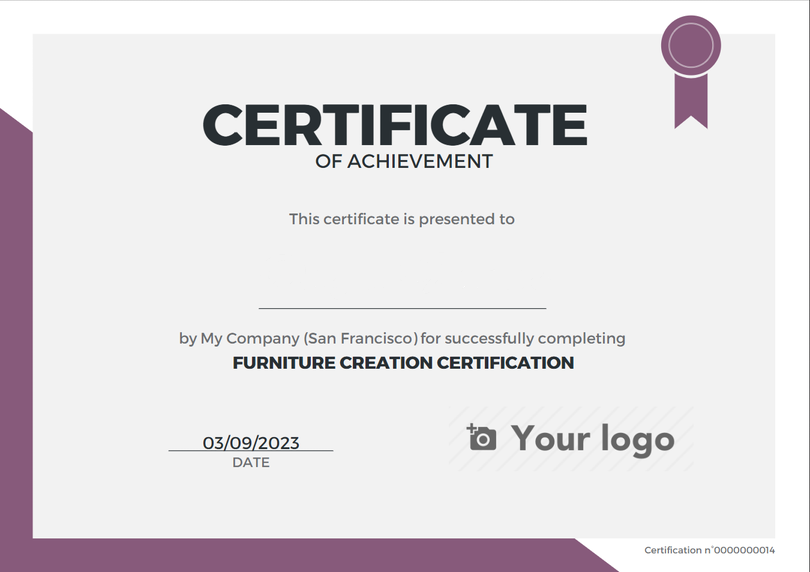 CERTIFICATE
OF ACHIEVEMENT
This certificate is presented to
by My Company (San Francisco) for successfully completing
FURNITURE CREATION CERTIFICATION
03/09/2023
DATE
Your logo
Certification n°0000000014